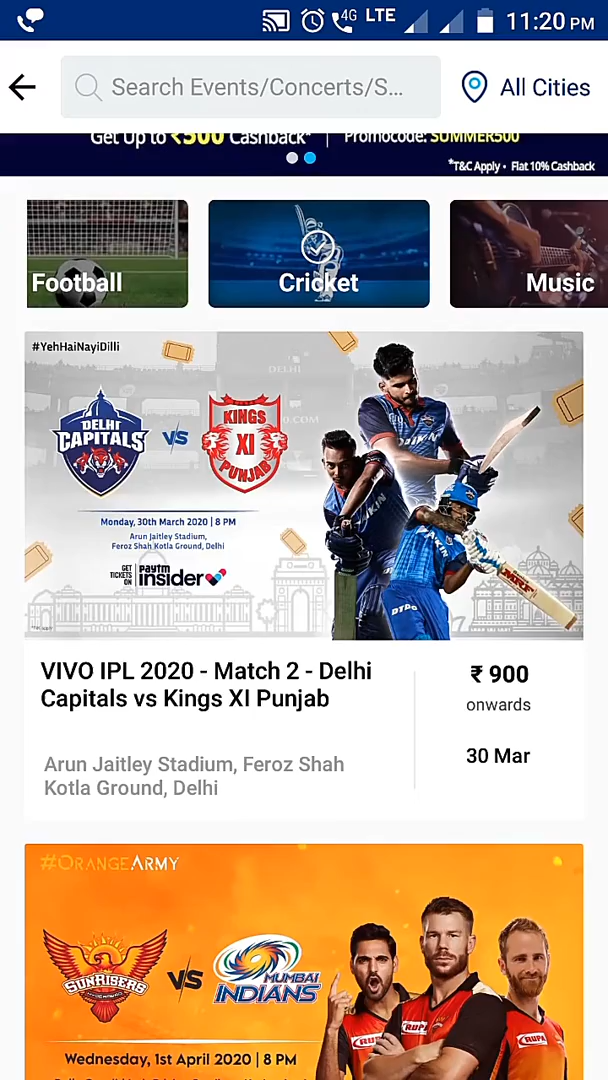 4G LTE 11:20 PM
Search Events/Concerts/S... All Cities
Get Up to ₹500 Cashback* | Promocode: SUMMER500
*T&C Apply • Flat 10% Cashback
Football Cricket Music
#YehHaiNayiDilli
DELHI
CAPITALS
VS
KINGS
XI
PUNJAB
Monday, 30th March 2020 | 8 PM
Arun Jaitley Stadium,
Feroz Shah Kotla Ground, Delhi
GET
TICKETS
ON
paytm
insider
DAIKIN
MRF
DTDC
VIVO IPL 2020 - Match 2 - Delhi
Capitals vs Kings XI Punjab
₹ 900
onwards
30 Mar
Arun Jaitley Stadium, Feroz Shah
Kotla Ground, Delhi
#ORANGEARMY
SUNRISERS
VS
MUMBAI
INDIANS
RUPA
Wednesday, 1st April 2020 | 8 PM